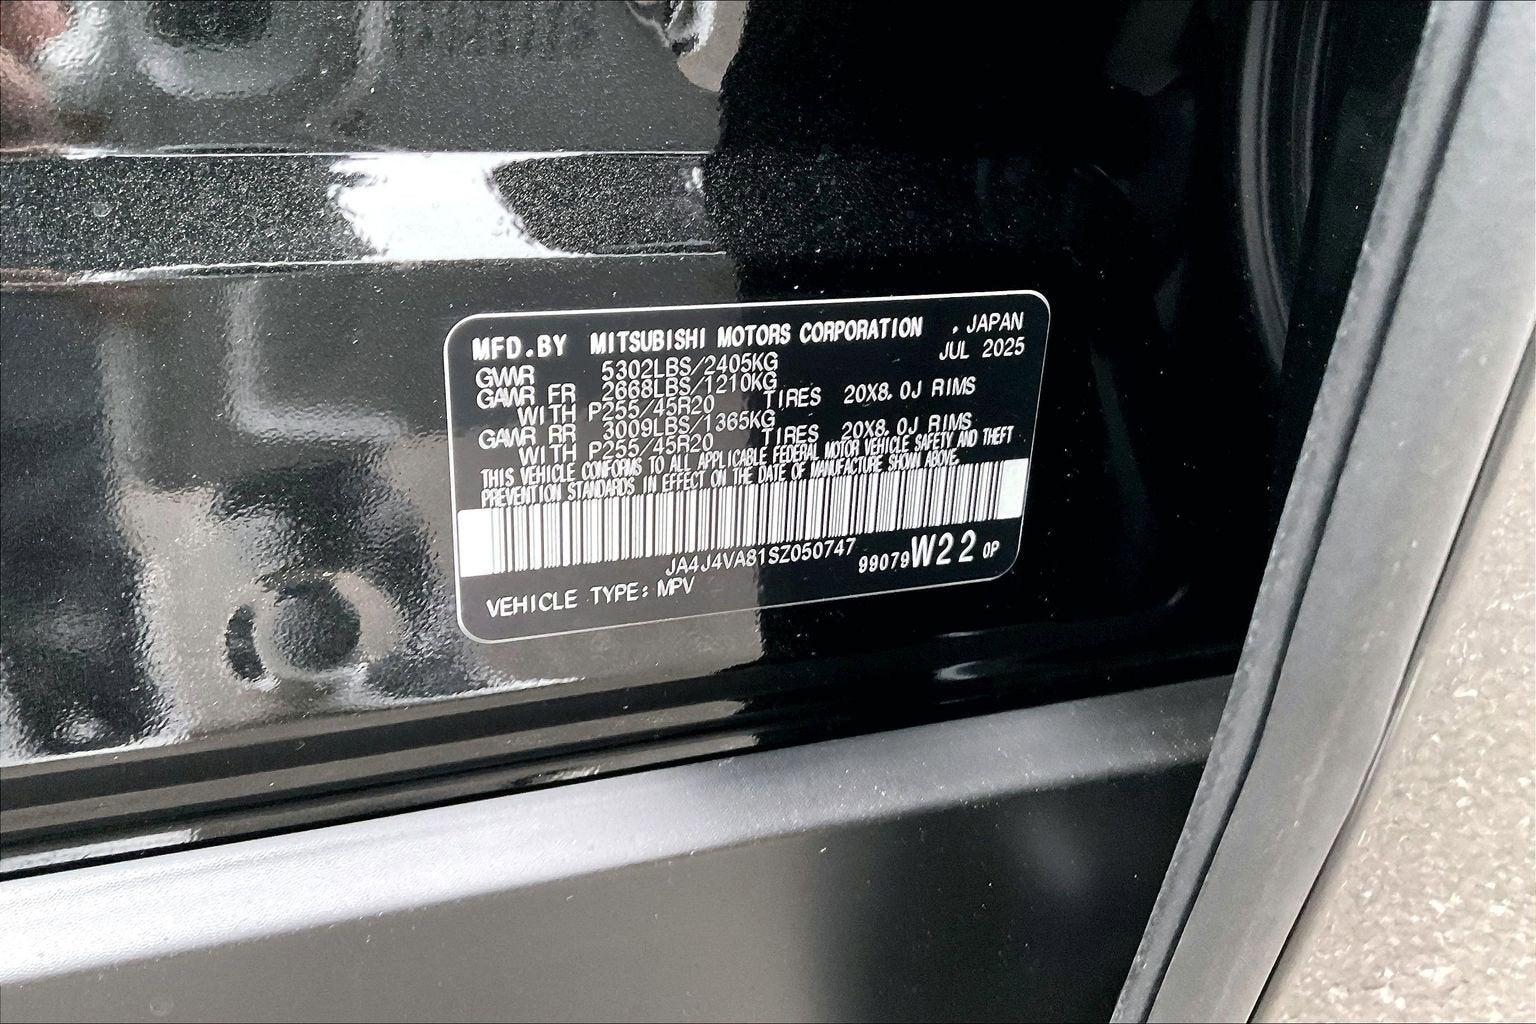 MFD.BY MITSUBISHI MOTORS CORPORATION , JAPAN
JUL 2025
GVWR 5302LBS/2405KG
GAWR FR 2668LBS/1210KG
WITH P255/45R20 TIRES 20X8.0J RIMS
GAWR RR 3009LBS/1365KG
WITH P255/45R20 TIRES 20X8.0J RIMS
THIS VEHICLE CONFORMS TO ALL APPLICABLE FEDERAL MOTOR VEHICLE SAFETY AND THEFT
PREVENTION STANDARDS IN EFFECT ON THE DATE OF MANUFACTURE SHOWN ABOVE.
JA4J4VA81SZ050747
99079W22 0P
VEHICLE TYPE: MPV